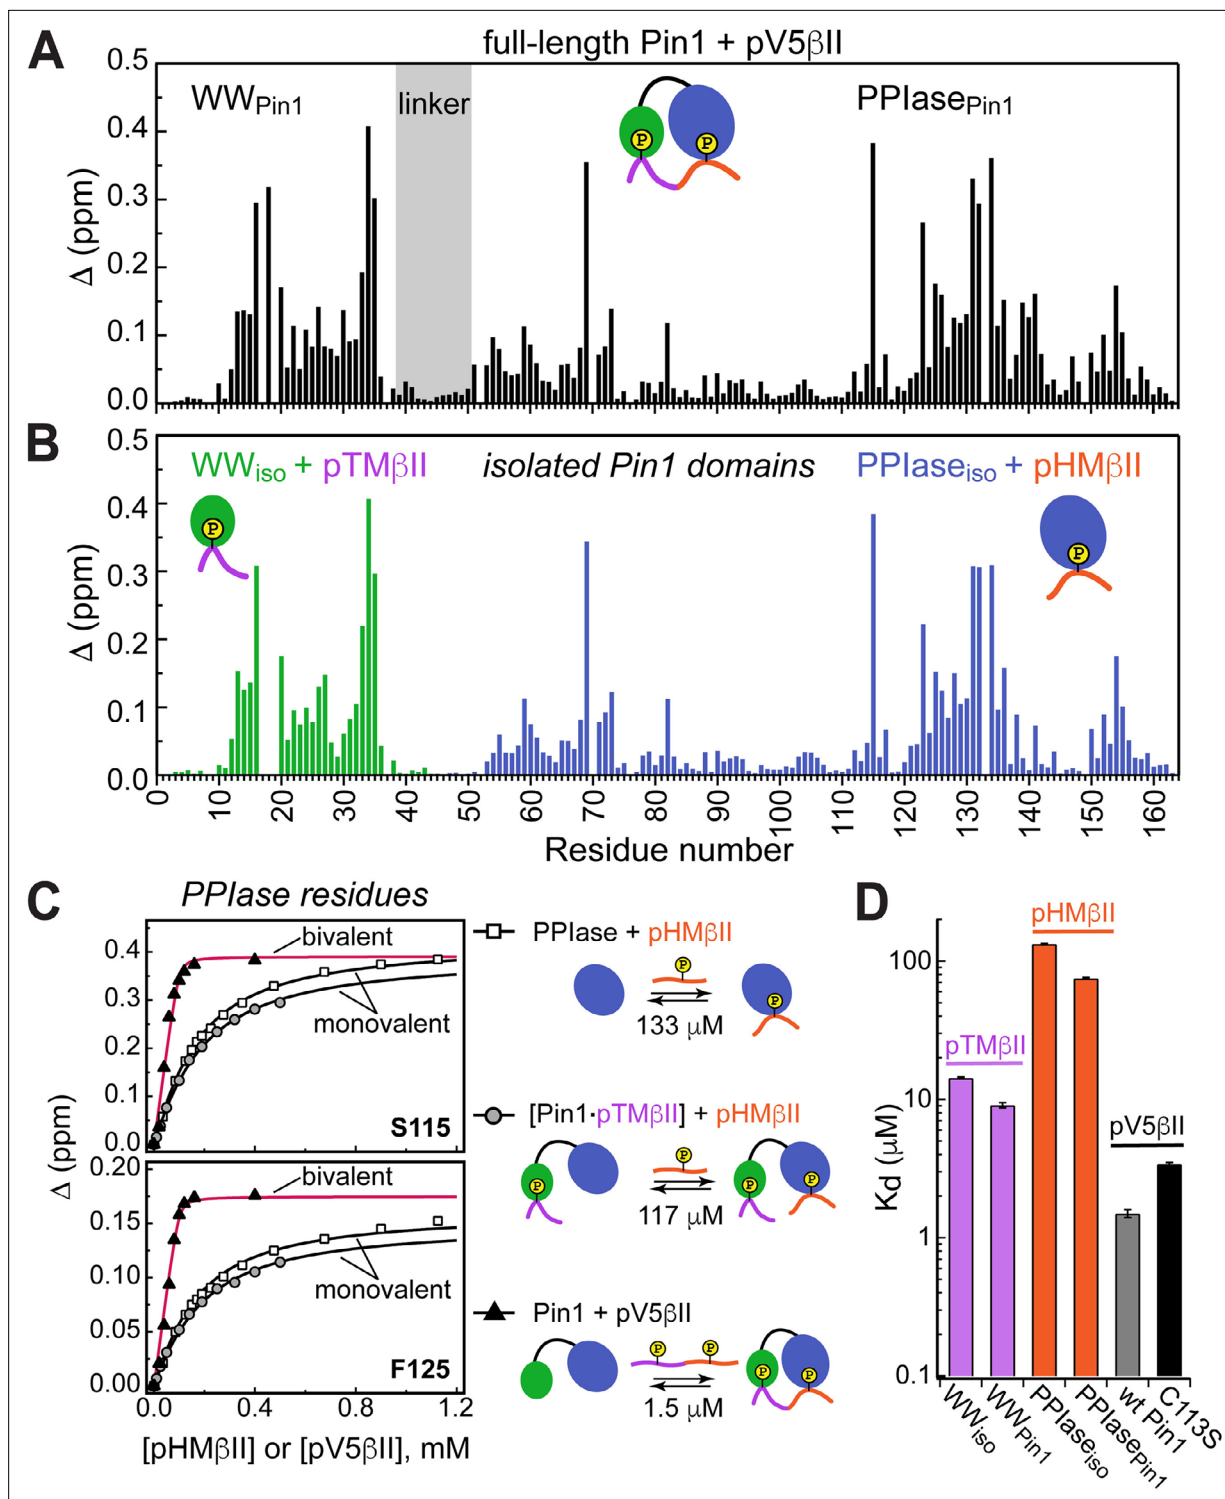 A
full-length Pin1 + pV5βII
WWPin1
linker
PPIasePin1
P
P
Δ (ppm)
0.5
0.4
0.3
0.2
0.1
0.0
B
WWiso + pTMβII
isolated Pin1 domains
PPIaseiso + pHMβII
P
P
Δ (ppm)
0.5
0.4
0.3
0.2
0.1
0.0
0 10 20 30 40 50 60 70 80 90 100 110 120 130 140 150 160
Residue number
C
PPIase residues
bivalent
monovalent
S115
0.4
0.3
0.2
0.1
0.0
Δ (ppm)
bivalent
monovalent
F125
0.20
0.15
0.10
0.05
0.00
0.0 0.4 0.8 1.2
[pHMβII] or [pV5βII], mM
PPIase + pHMβII
P
P
133 μM
[Pin1·pTMβII] + pHMβII
P
P
P
P
117 μM
Pin1 + pV5βII
P
P
P
P
1.5 μM
D
pHMβII
pTMβII
pV5βII
Kd (μM)
100
10
1
0.1
WWiso
WWPin1
PPIaseiso
PPIasePin1
wt Pin1
C113S